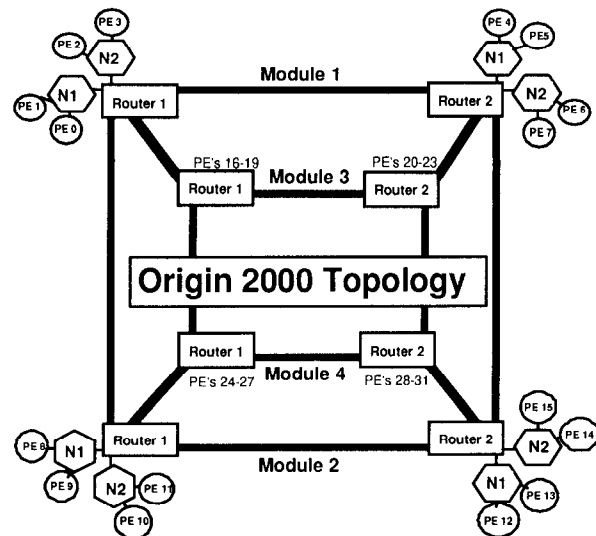 PE 3
PE 4
PE 2
N2
N1
PE5
PE 1
N1
Router 1
Module 1
Router 2
N2
PE 6
PE 0
PE 7
PE's 16-19
PE's 20-23
Router 1
Module 3
Router 2
Origin 2000 Topology
Router 1
Router 2
PE's 24-27
Module 4
PE's 28-31
PE 15
PE 8
N1
Router 1
Router 2
N2
PE 14
Module 2
PE 9
N2
PE 11
N1
PE 13
PE 10
PE 12